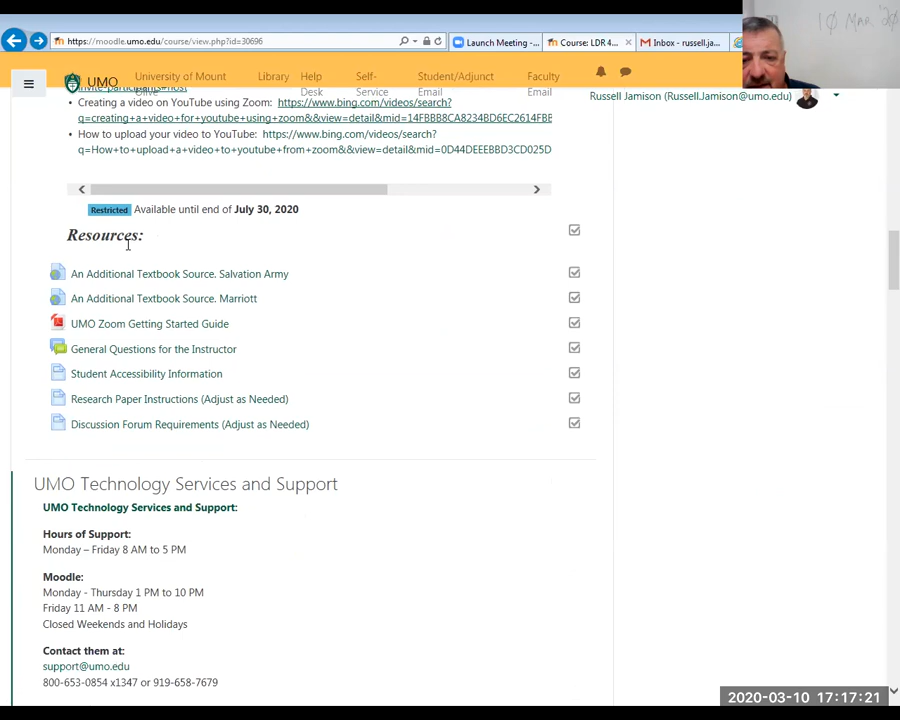 10 Mar 20
https://moodle.umo.edu/course/view.php?id=30696
Launch Meeting -...
Course: LDR 4...
Inbox - russell.ja...
UMO
University of Mount Olive
Library
Help Desk
Self-Service
Student/Adjunct Email
Faculty Email
Russell Jamison (Russell.Jamison@umo.edu)
invite-participants#host
• Creating a video on YouTube using Zoom: https://www.bing.com/videos/search?
q=creating+a+video+for+youtube+using+zoom&&view=detail&mid=14FBBB8CA8234BD6EC2614FBE
• How to upload your video to YouTube: https://www.bing.com/videos/search?
q=How+to+upload+a+video+to+youtube+from+zoom&&view=detail&mid=0D44DEEEBBD3CD025D
Restricted Available until end of July 30, 2020
Resources:
An Additional Textbook Source. Salvation Army
An Additional Textbook Source. Marriott
UMO Zoom Getting Started Guide
General Questions for the Instructor
Student Accessibility Information
Research Paper Instructions (Adjust as Needed)
Discussion Forum Requirements (Adjust as Needed)
UMO Technology Services and Support
UMO Technology Services and Support:
Hours of Support:
Monday – Friday 8 AM to 5 PM
Moodle:
Monday - Thursday 1 PM to 10 PM
Friday 11 AM - 8 PM
Closed Weekends and Holidays
Contact them at:
support@umo.edu
800-653-0854 x1347 or 919-658-7679
2020-03-10 17:17:21